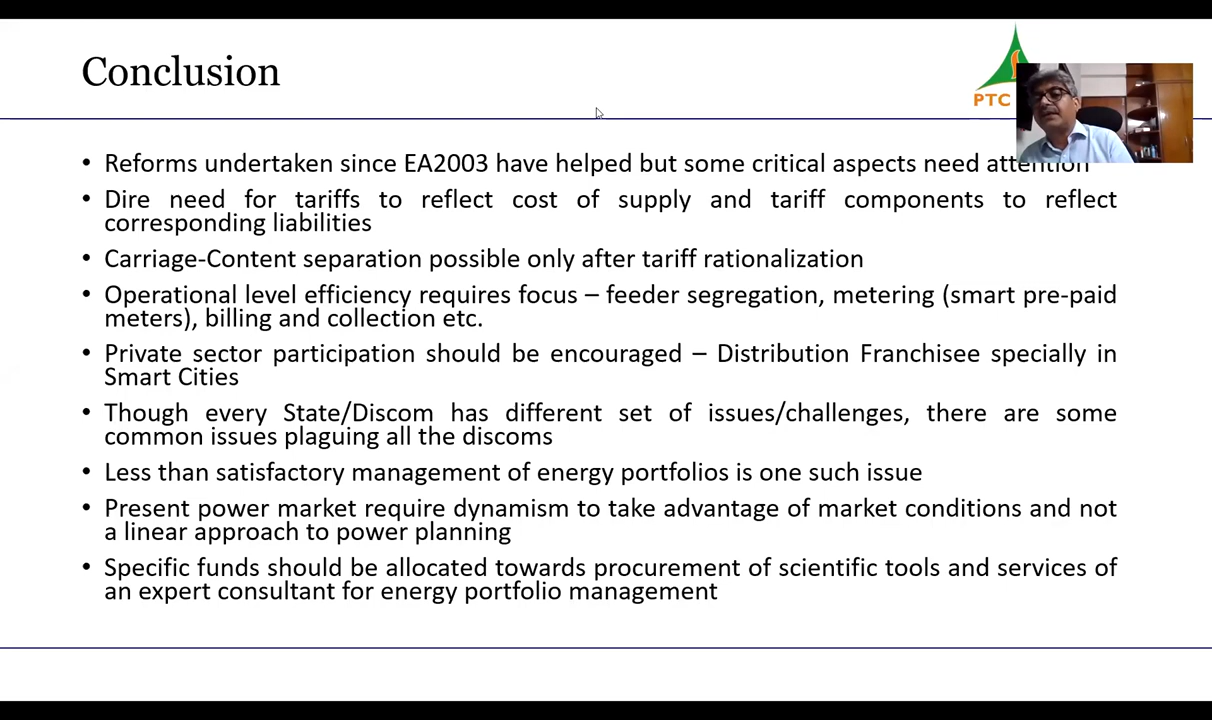 Conclusion
PTC
• Reforms undertaken since EA2003 have helped but some critical aspects need attention
• Dire need for tariffs to reflect cost of supply and tariff components to reflect
corresponding liabilities
• Carriage-Content separation possible only after tariff rationalization
• Operational level efficiency requires focus – feeder segregation, metering (smart pre-paid
meters), billing and collection etc.
• Private sector participation should be encouraged – Distribution Franchisee specially in
Smart Cities
• Though every State/Discom has different set of issues/challenges, there are some
common issues plaguing all the discoms
• Less than satisfactory management of energy portfolios is one such issue
• Present power market require dynamism to take advantage of market conditions and not
a linear approach to power planning
• Specific funds should be allocated towards procurement of scientific tools and services of
an expert consultant for energy portfolio management